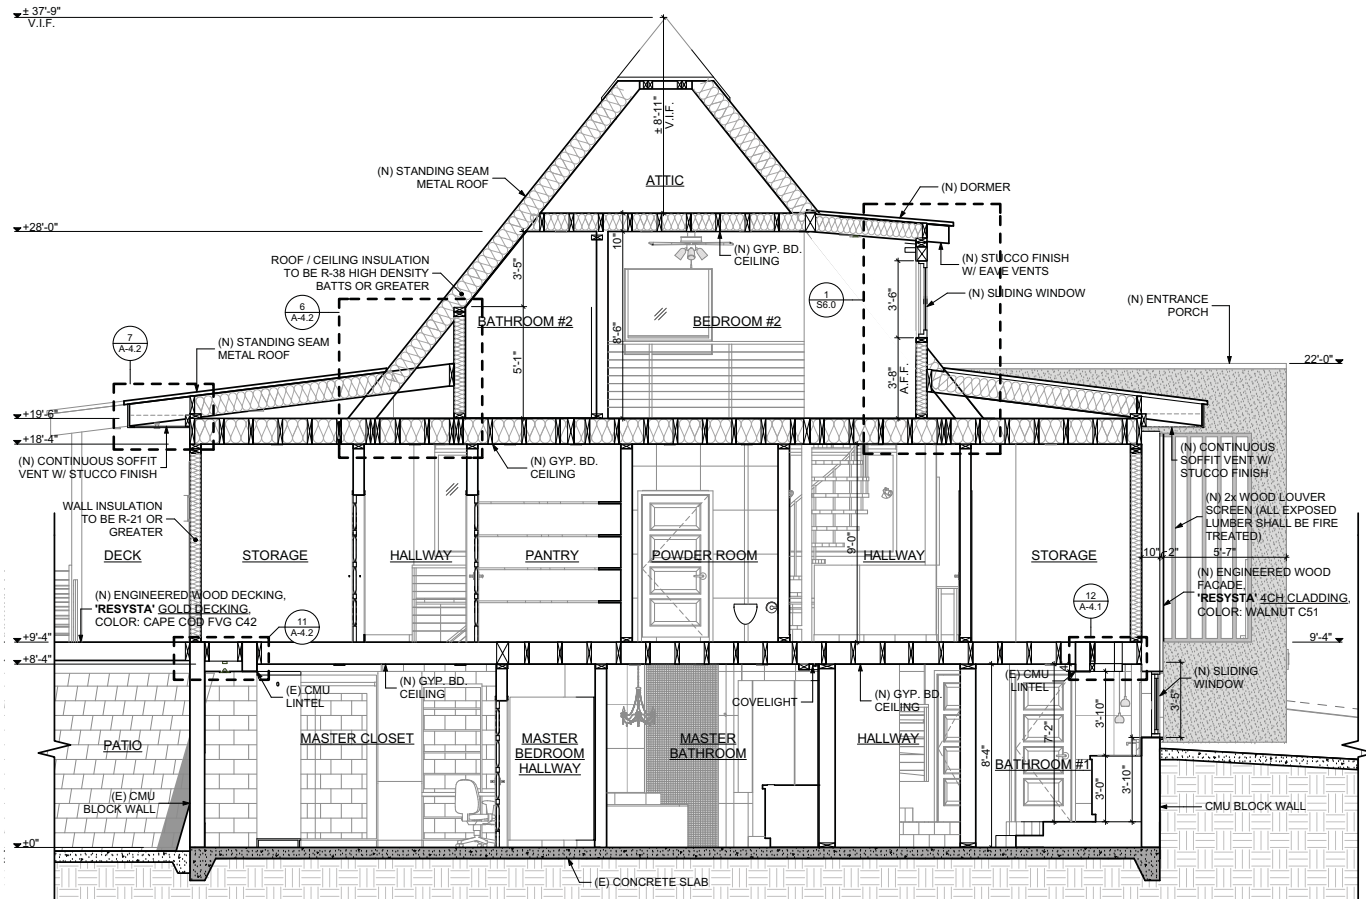 ± 37'-9"
V.I.F.
± 8'-11"
V.I.F.
(N) STANDING SEAM
METAL ROOF
ATTIC
(N) DORMER
+28'-0"
10"
(N) GYP. BD.
CEILING
(N) STUCCO FINISH
W/ EAVE VENTS
ROOF / CEILING INSULATION
TO BE R-38 HIGH DENSITY
BATTS OR GREATER
3'-5"
1
S6.0
3'-6"
(N) SLIDING WINDOW
(N) ENTRANCE
PORCH
6
A-4.2
BATHROOM #2
BEDROOM #2
8'-6"
5'-1"
3'-8"
A.F.F.
7
A-4.2
(N) STANDING SEAM
METAL ROOF
22'-0"
+19'-6"
+18'-4"
(N) CONTINUOUS SOFFIT
VENT W/ STUCCO FINISH
(N) GYP. BD.
CEILING
(N) CONTINUOUS
SOFFIT VENT W/
STUCCO FINISH
WALL INSULATION
TO BE R-21 OR
GREATER
(N) 2x WOOD LOUVER
SCREEN (ALL EXPOSED
LUMBER SHALL BE FIRE
TREATED)
DECK
STORAGE
HALLWAY
PANTRY
POWDER ROOM
9'-0"
HALLWAY
STORAGE
10"
2"
5'-7"
(N) ENGINEERED WOOD DECKING,
'RESYSTA' GOLD DECKING,
COLOR: CAPE COD FVG C42
11
A-4.2
12
A-4.1
(N) ENGINEERED WOOD
FACADE,
'RESYSTA' 4CH CLADDING,
COLOR: WALNUT C51
+9'-4"
9'-4"
+8'-4"
(E) CMU
LINTEL
(N) GYP. BD.
CEILING
COVELIGHT
(N) GYP. BD.
CEILING
(E) CMU
LINTEL
(N) SLIDING
WINDOW
3'-5"
3'-10"
7'-2"
PATIO
MASTER CLOSET
MASTER
BEDROOM
HALLWAY
MASTER
BATHROOM
HALLWAY
8'-4"
BATHROOM #1
3'-0"
3'-10"
(E) CMU
BLOCK WALL
CMU BLOCK WALL
±0"
(E) CONCRETE SLAB